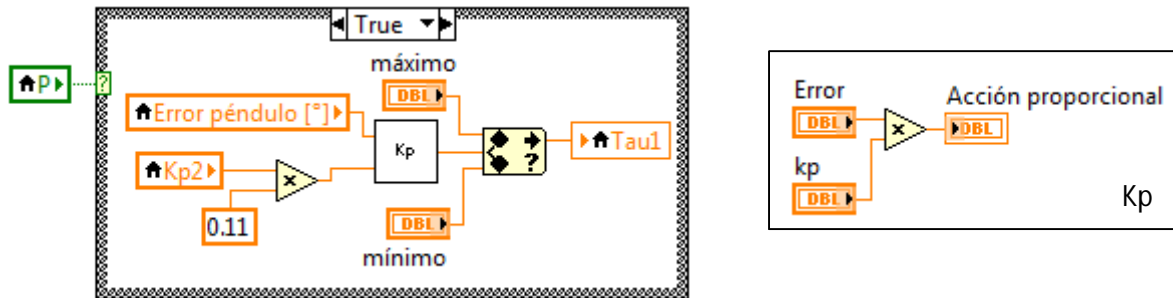 True
P
?
máximo
DBL
Error péndulo [°]
Kp
?
Tau1
Kp2
×
0.11
DBL
mínimo
Error
DBL
Acción proporcional
×
DBL
kp
DBL
Kp